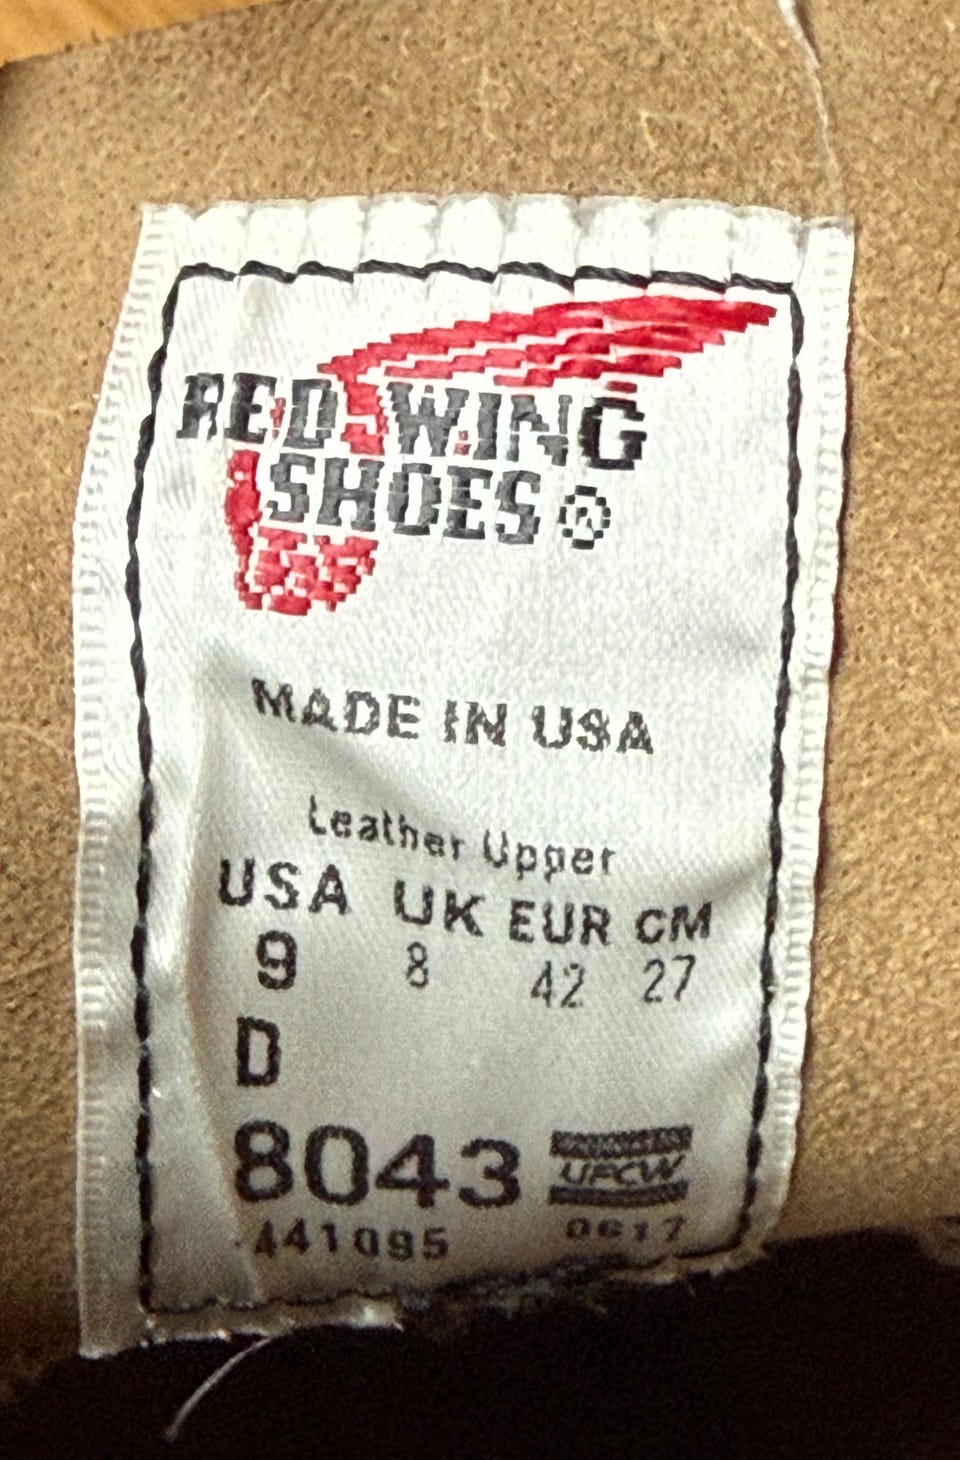 RED WING
SHOES®
MADE IN USA
Leather Upper
USA UK EUR CM
9 8 42 27
D
8043 UFCW
441095 0617